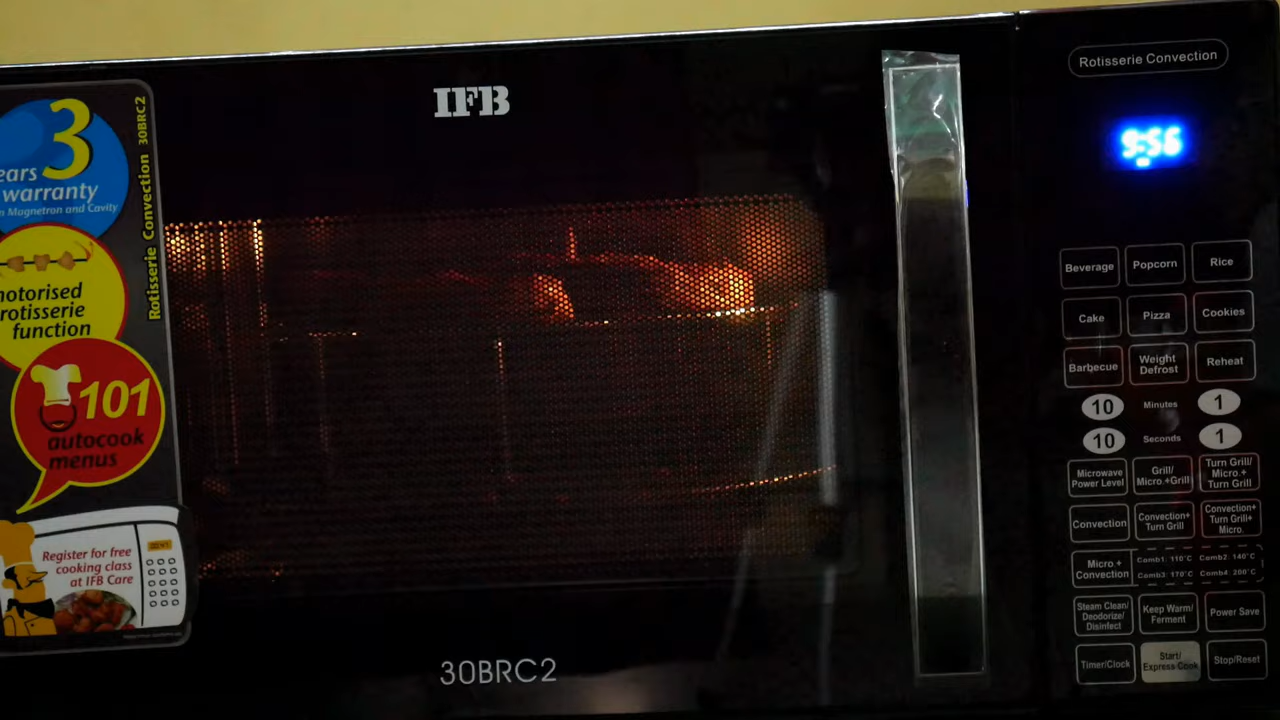 IFB
Rotisserie Convection
9:56
3
ears
warranty
n Magnetron and Cavity
Rotisserie Convection 30BRC2
motorised
rotisserie
function
101
autocook
menus
Register for free
cooking class
at IFB Care
30BRC2
Beverage
Popcorn
Rice
Cake
Pizza
Cookies
Barbecue
Weight
Defrost
Reheat
10
Minutes
1
10
Seconds
1
Microwave
Power Level
Grill/
Micro.+Grill
Turn Grill/
Micro.+
Turn Grill
Convection
Convection+
Turn Grill
Convection+
Turn Grill+
Micro.
Micro.+
Convection
Comb1: 110°C Comb2: 140°C
Comb3: 170°C Comb4: 200°C
Steam Clean/
Deodorize/
Disinfect
Keep Warm/
Ferment
Power Save
Timer/Clock
Start/
Express Cook
Stop/Reset